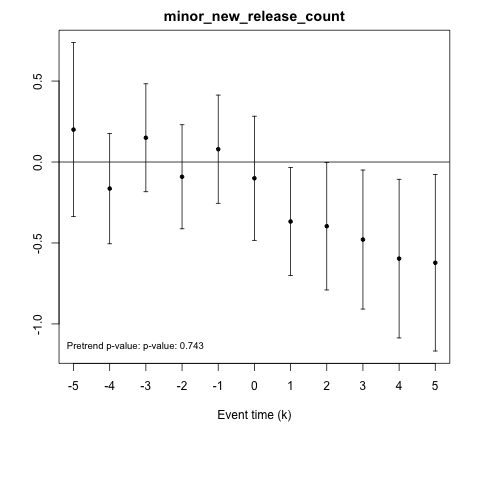 minor_new_release_count
0.5
0.0
-0.5
-1.0
Pretrend p-value: p-value: 0.743
-5 -4 -3 -2 -1 0 1 2 3 4 5
Event time (k)